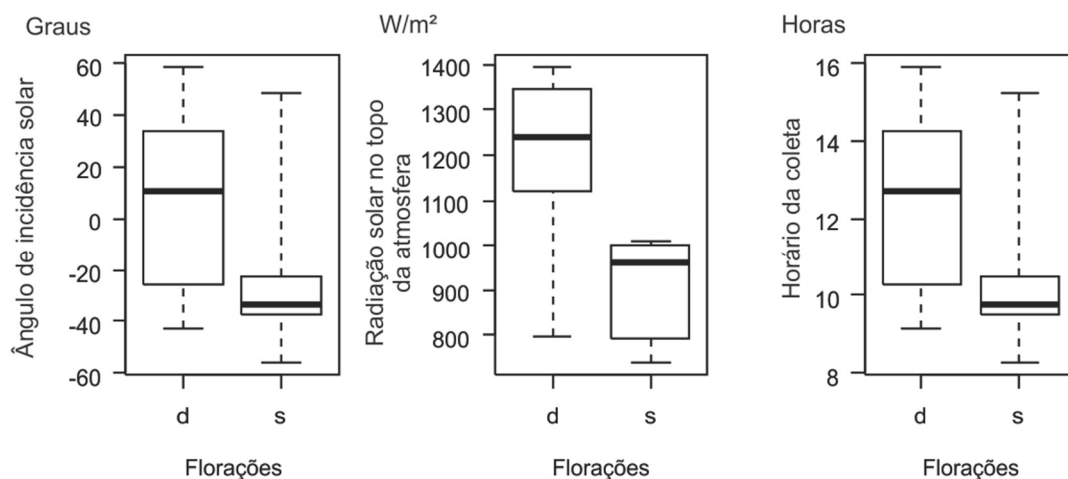 Graus
Ângulo de incidência solar
60
40
20
0
-20
-40
-60
d
s
Florações
W/m²
Radiação solar no topo
da atmosfera
1400
1300
1200
1100
1000
900
800
d
s
Florações
Horas
Horário da coleta
16
14
12
10
8
d
s
Florações